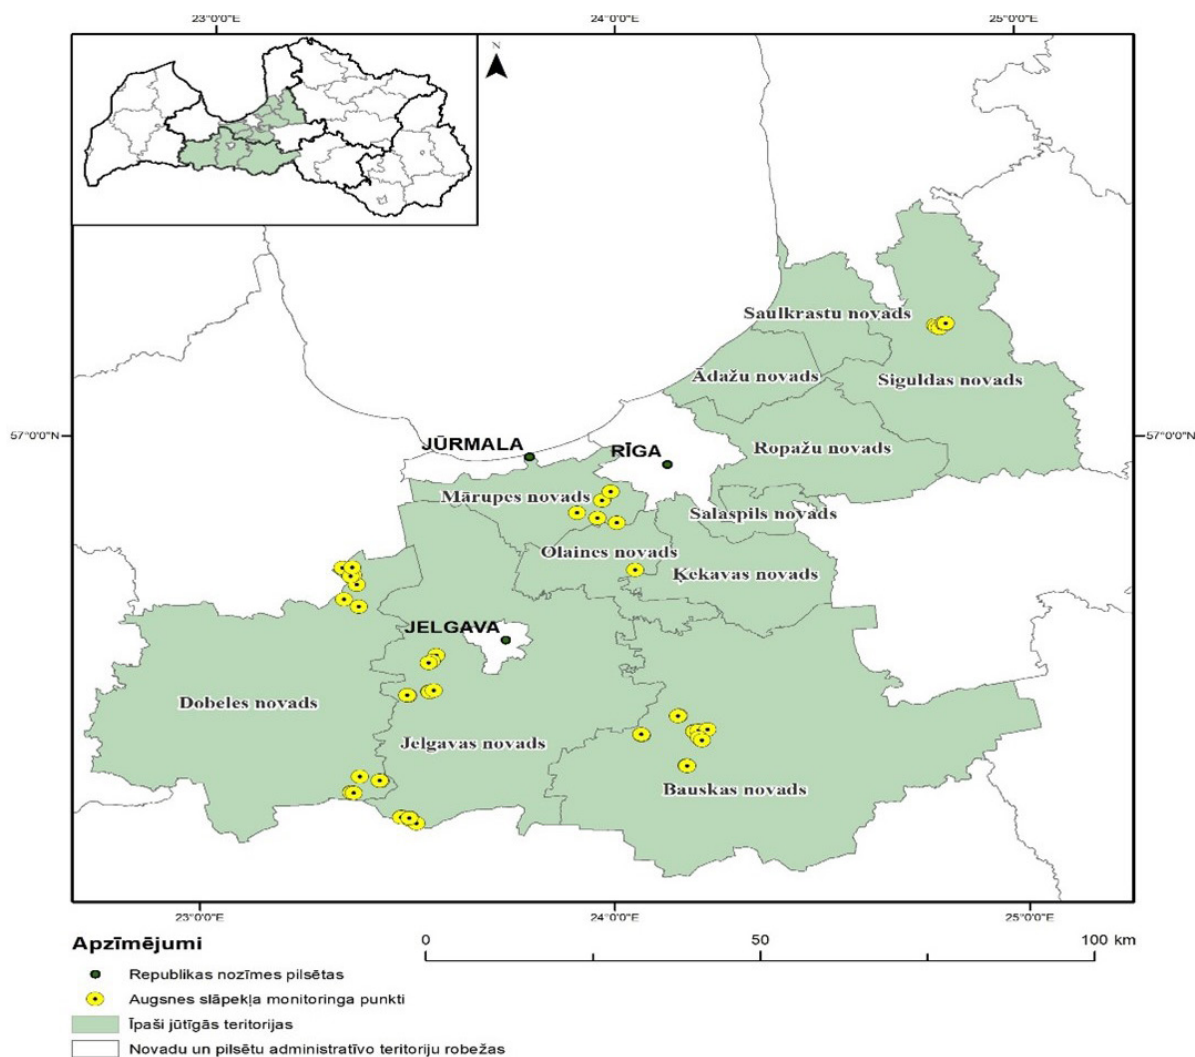 23°0'0"E 24°0'0"E 25°0'0"E
N
Saulkrastu novads
Ādažu novads
Siguldas novads
57°0'0"N 57°0'0"N
JŪRMALA
RĪGA
Ropažu novads
Mārupes novads
Salaspils novads
Olaines novads
Ķekavas novads
JELGAVA
Dobeles novads
Jelgavas novads
Bauskas novads
23°0'0"E 24°0'0"E 25°0'0"E
Apzīmējumi
0 50 100 km
Republikas nozīmes pilsētas
Augsnes slāpekļa monitoringa punkti
Īpaši jūtīgās teritorijas
Novadu un pilsētu administratīvo teritoriju robežas